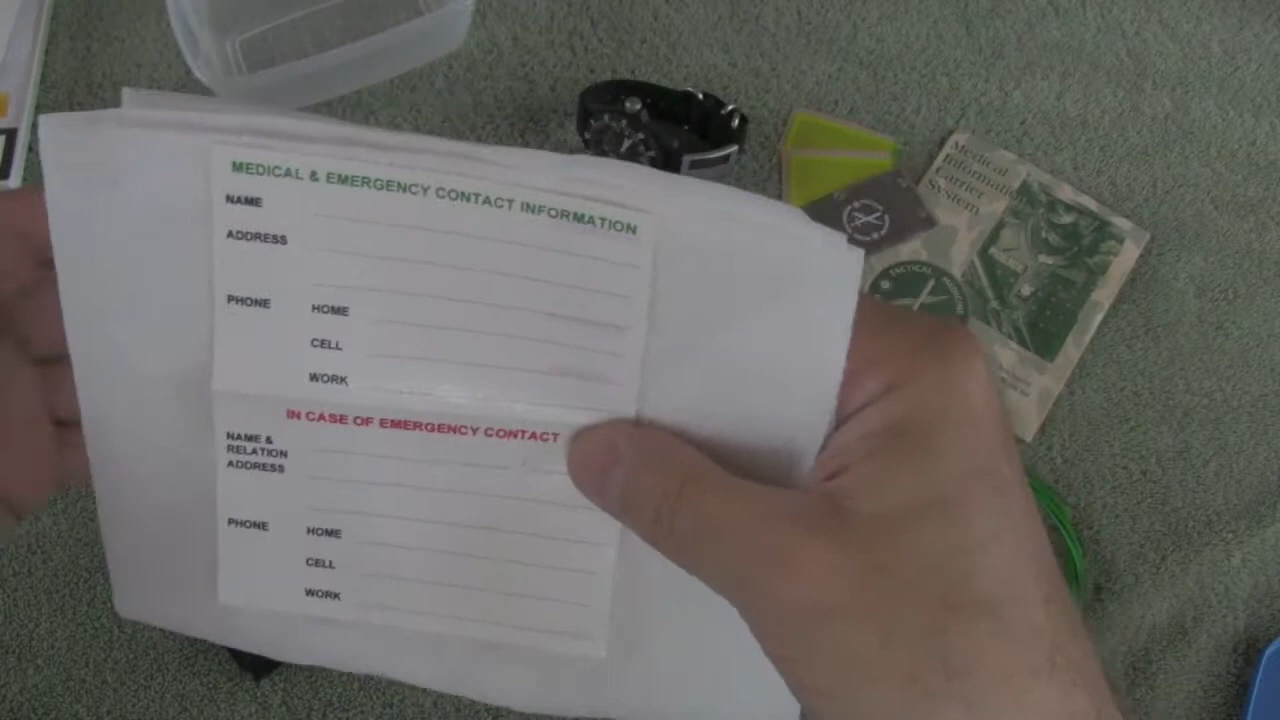 MEDICAL & EMERGENCY CONTACT INFORMATION
NAME
ADDRESS
PHONE HOME
CELL
WORK
IN CASE OF EMERGENCY CONTACT
NAME &
RELATION
ADDRESS
PHONE HOME
CELL
WORK
Medical
Information
Carrier
System
TACTICAL